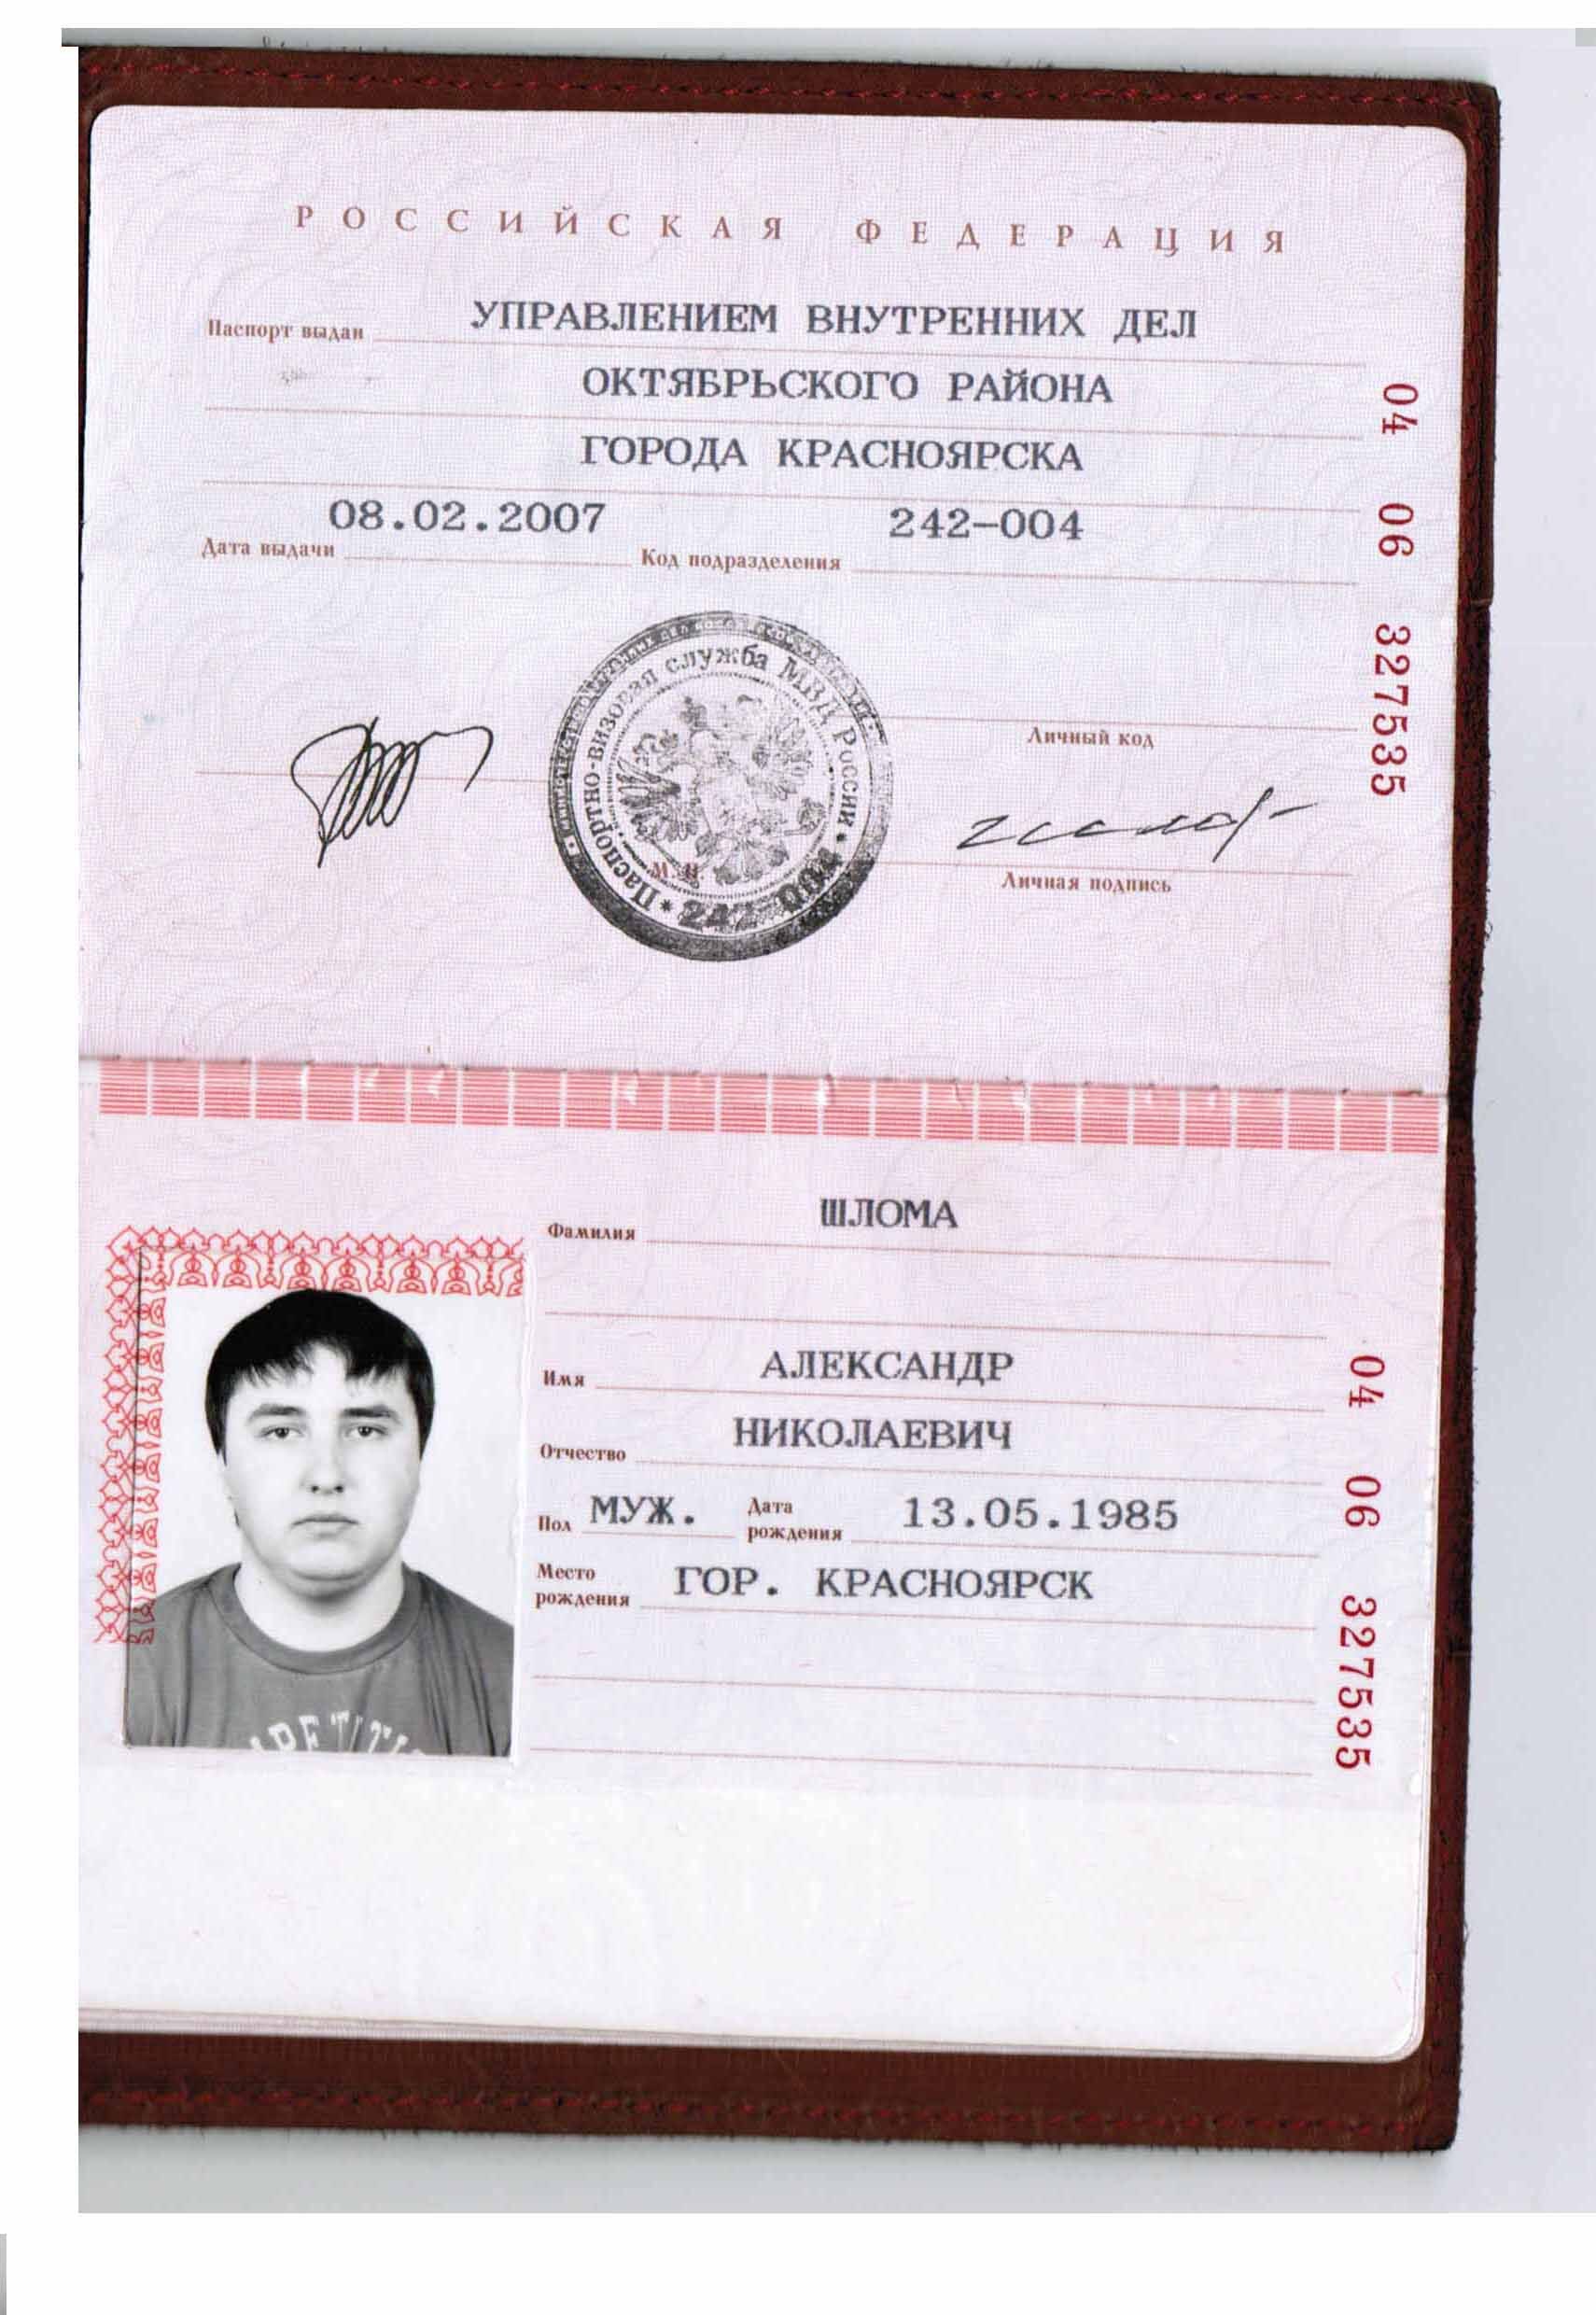 РОССИЙСКАЯ ФЕДЕРАЦИЯ
Паспорт выдан УПРАВЛЕНИЕМ ВНУТРЕННИХ ДЕЛ
ОКТЯБРЬСКОГО РАЙОНА
ГОРОДА КРАСНОЯРСКА
Дата выдачи 08.02.2007 Код подразделения 242-004
04 06 327535
Паспортно-визовая служба МВД России
242-004
М.П.
Личный код
Личная подпись
Фамилия ШЛОМА
Имя АЛЕКСАНДР
Отчество НИКОЛАЕВИЧ
Пол МУЖ. Дата рождения 13.05.1985
Место рождения ГОР. КРАСНОЯРСК
04 06 327535